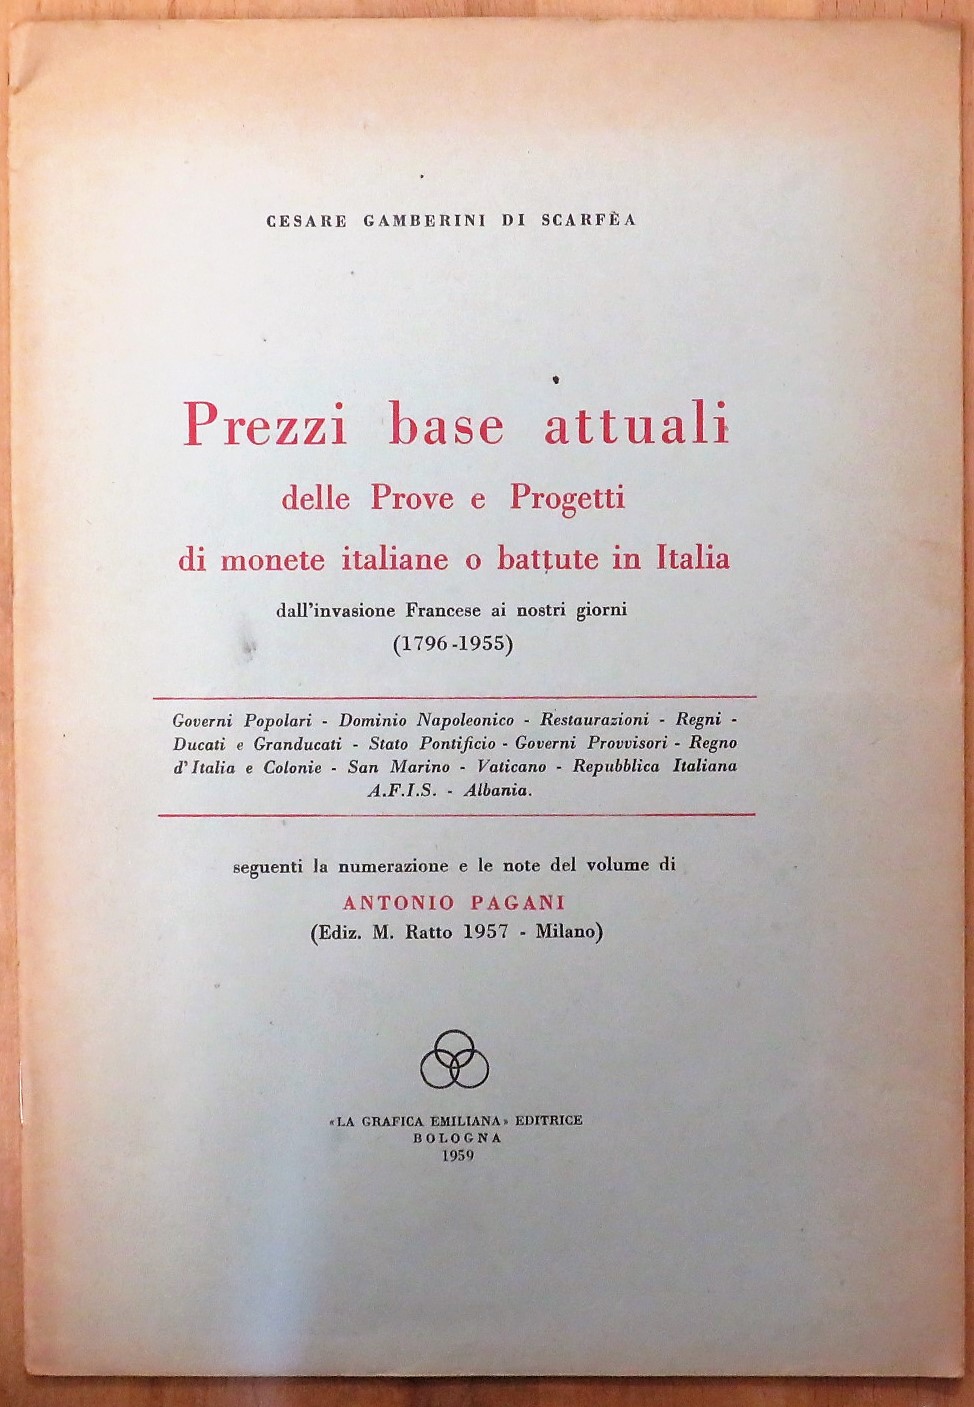 CESARE GAMBERINI DI SCARFÈA
Prezzi base attuali
delle Prove e Progetti
di monete italiane o battute in Italia
dall'invasione Francese ai nostri giorni
(1796-1955)
Governi Popolari - Dominio Napoleonico - Restaurazioni - Regni -
Ducati e Granducati - Stato Pontificio - Governi Provvisori - Regno
d'Italia e Colonie - San Marino - Vaticano - Repubblica Italiana
A.F.I.S. - Albania.
seguenti la numerazione e le note del volume di
ANTONIO PAGANI
(Ediz. M. Ratto 1957 - Milano)
«LA GRAFICA EMILIANA» EDITRICE
BOLOGNA
1959